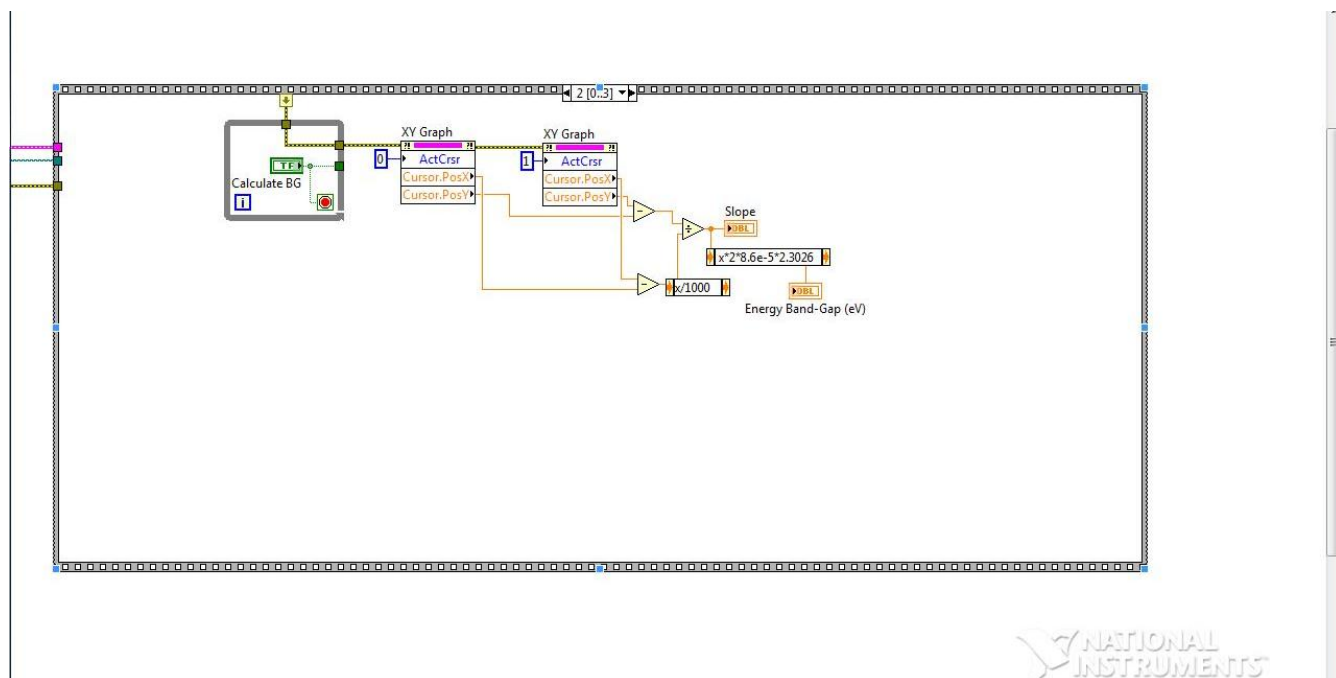 2 [0..3]
XY Graph
XY Graph
0
ActCrsr
1
ActCrsr
TF
Cursor.PosX
Cursor.PosX
Calculate BG
Cursor.PosY
Cursor.PosY
i
Slope
DBL
x*2*8.6e-5*2.3026
x/1000
DBL
Energy Band-Gap (eV)
NATIONAL
INSTRUMENTS™